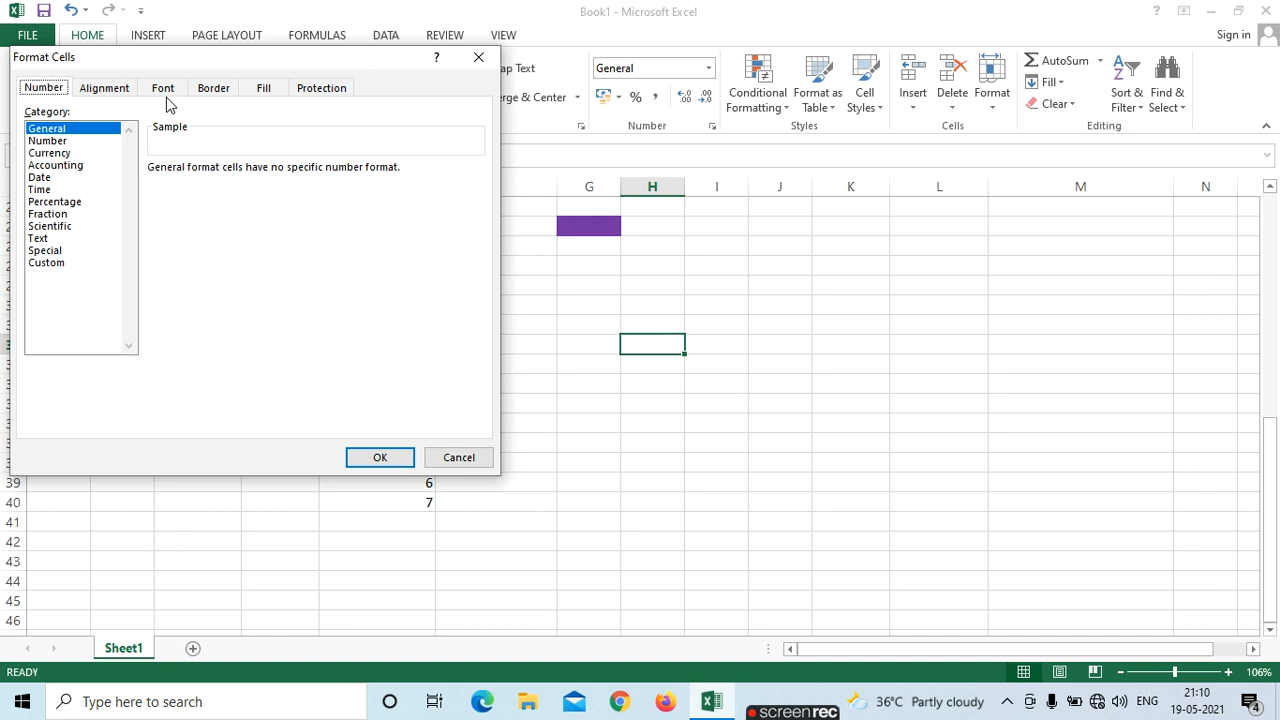 Book1 - Microsoft Excel
FILE HOME INSERT PAGE LAYOUT FORMULAS DATA REVIEW VIEW Sign in
Format Cells
Number Alignment Font Border Fill Protection
Category:
General
Number
Currency
Accounting
Date
Time
Percentage
Fraction
Scientific
Text
Special
Custom
Sample
General format cells have no specific number format.
OK Cancel
ap Text
rge & Center
General
Number
Conditional Formatting
Format as Table
Cell Styles
Styles
Insert Delete Format
Cells
AutoSum
Fill
Clear
Sort & Filter
Find & Select
Editing
G H I J K L M N
39 6
40 7
41
42
43
44
45
46
Sheet1
READY 106%
Type here to search
36°C Partly cloudy
ENG
21:10
19-05-2021
4
screenrec